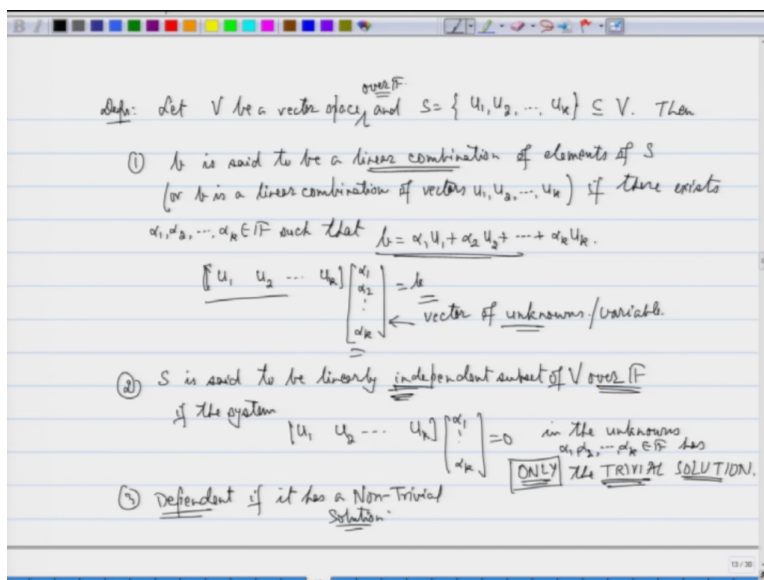 over 𝔽
Defn: Let V be a vector space, and S = { u₁, u₂, ..., uₖ } ⊆ V. Then
① b is said to be a linear combination of elements of S
(or b is a linear combination of vectors u₁, u₂, ..., uₖ) if there exists
α₁, α₂, ..., αₖ ∈ 𝔽 such that b = α₁u₁ + α₂u₂ + ... + αₖuₖ.
[u₁ u₂ ... uₖ] [α₁ α₂ ⋮ αₖ] = b
← vector of unknowns/variable.
② S is said to be linearly independent subset of V over 𝔽
if the system
[u₁ u₂ ... uₖ] [α₁ ⋮ αₖ] = 0 in the unknowns
α₁, α₂, ..., αₖ ∈ 𝔽 has
ONLY the TRIVIAL SOLUTION.
③ Dependent if it has a Non-Trivial
Solution.
13 / 30